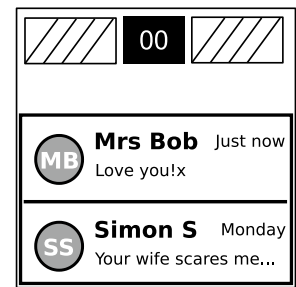 00
MB
Mrs Bob Just now
Love you!x
SS
Simon S Monday
Your wife scares me...